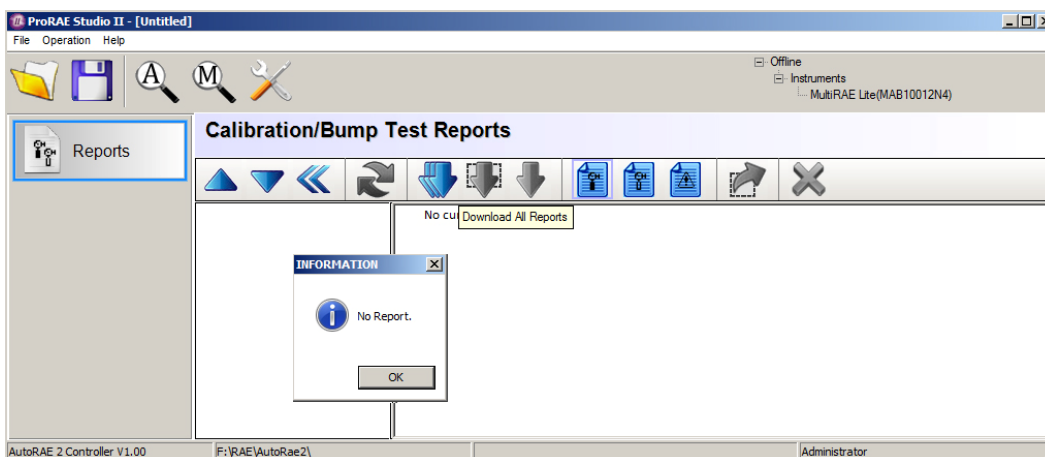 ProRAE Studio II - [Untitled]
File Operation Help
A
M
Offline
Instruments
MultiRAE Lite(MAB10012N4)
Reports
Calibration/Bump Test Reports
Download All Reports
INFORMATION
No Report.
OK
AutoRAE 2 Controller V1.00
F:\RAE\AutoRae2\
Administrator